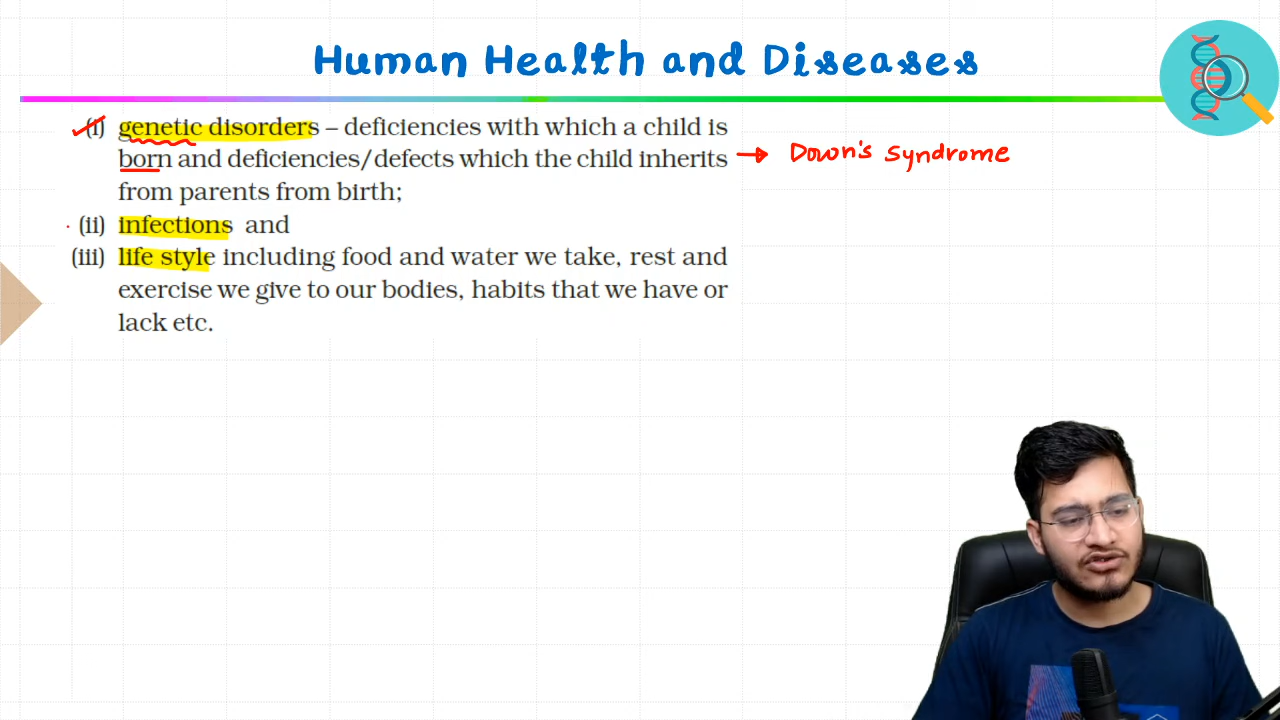 Human Health and Diseases
(i) genetic disorders – deficiencies with which a child is
born and deficiencies/defects which the child inherits → Down's Syndrome
from parents from birth;
(ii) infections and
(iii) life style including food and water we take, rest and
exercise we give to our bodies, habits that we have or
lack etc.